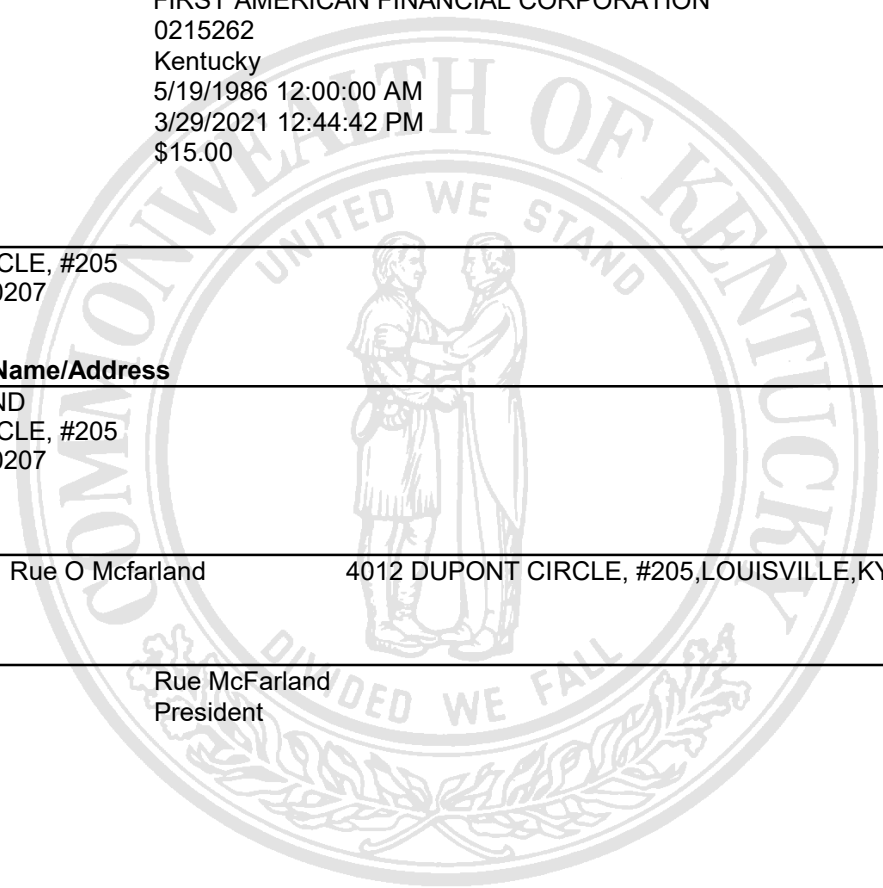 FIRST AMERICAN FINANCIAL CORPORATION
0215262
Kentucky
5/19/1986 12:00:00 AM
3/29/2021 12:44:42 PM
$15.00
CLE, #205
0207
Name/Address
ND
CLE, #205
0207
Rue O Mcfarland 4012 DUPONT CIRCLE, #205,LOUISVILLE,KY
Rue McFarland
President
COMMONWEALTH OF KENTUCKY
UNITED WE STAND
DIVIDED WE FALL